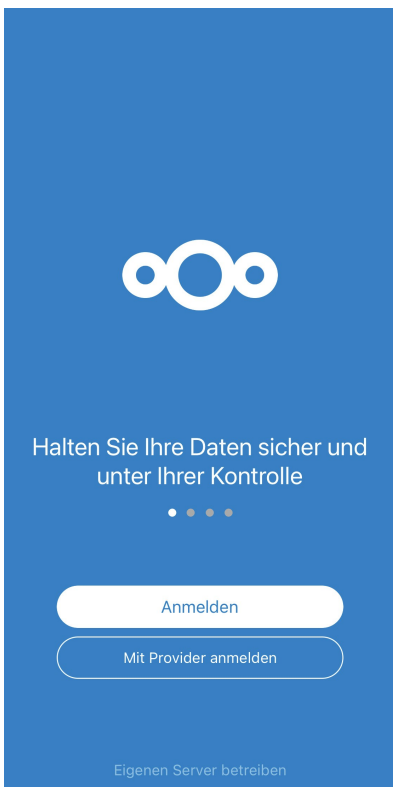 Halten Sie Ihre Daten sicher und
unter Ihrer Kontrolle
Anmelden
Mit Provider anmelden
Eigenen Server betreiben